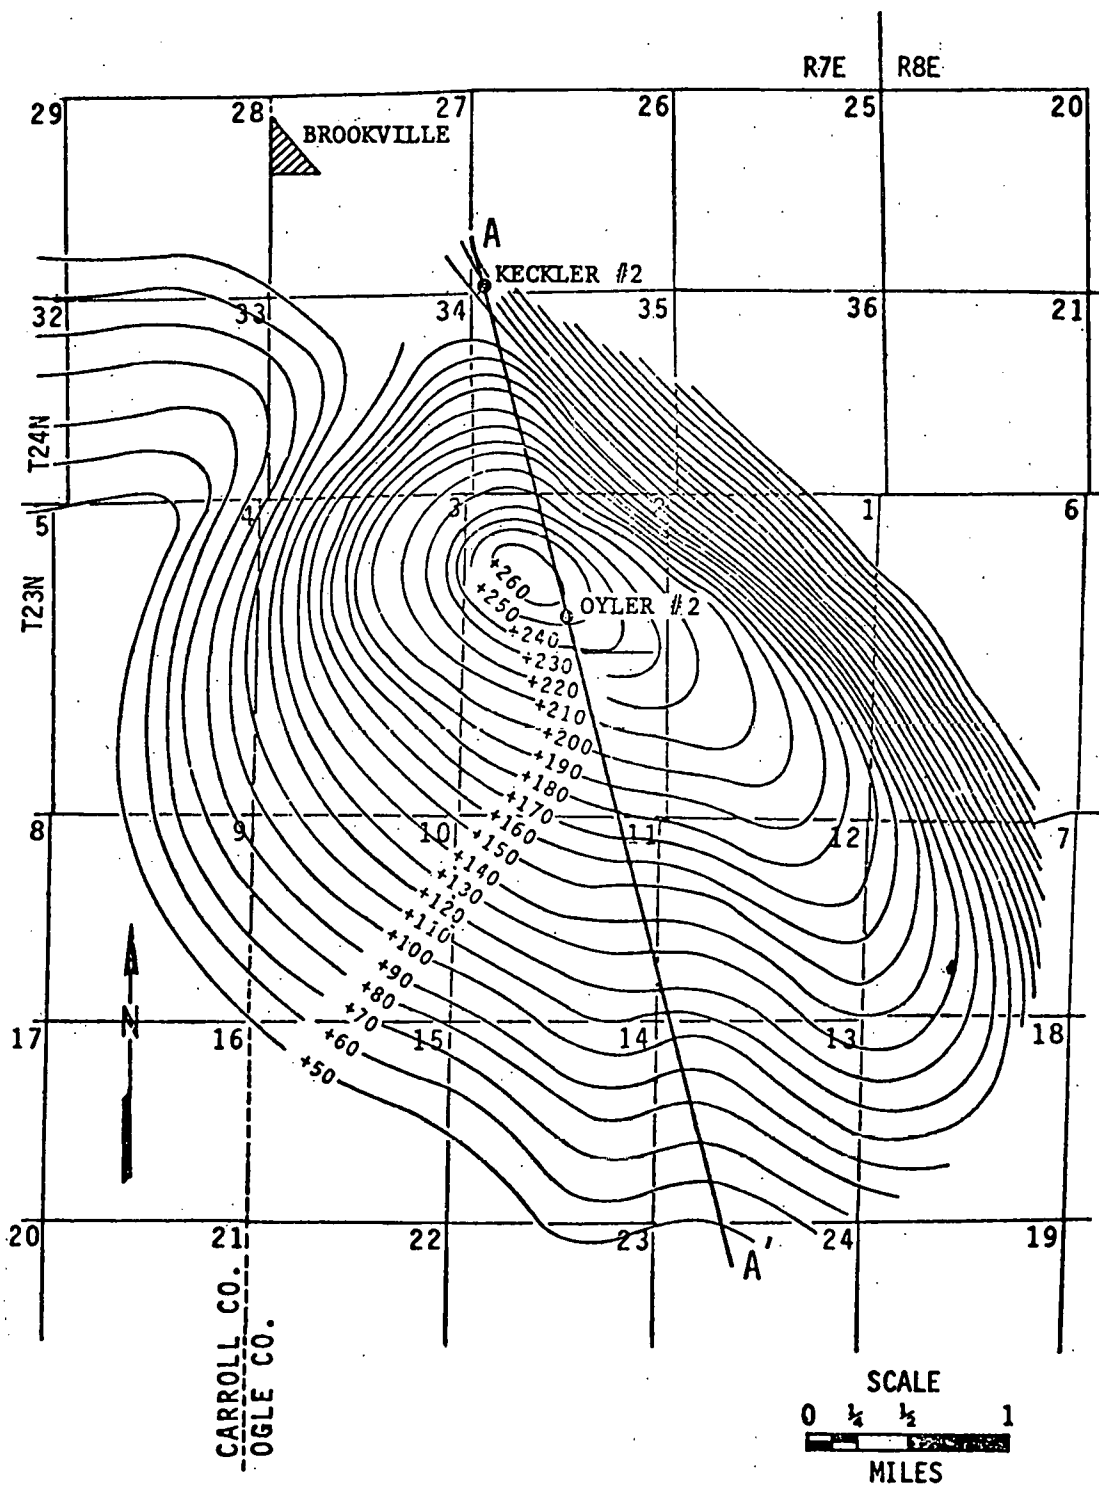 R7E R8E
29 28 27 26 25 20
BROOKVILLE
A
KECKLER #2
32 33 34 35 36 21
T24N
5 4 3 2 1 6
T23N
+260
+250
OYLER #2
+240
+230
+220
+210
+200
+190
+180
+170
+160
+150
+140
+130
+120
+110
+100
+90
+80
+70
+60
+50
8 9 10 11 12 7
N
17 16 15 14 13 18
20 21 22 23 24 19
A'
CARROLL CO.
OGLE CO.
SCALE
0 ¼ ½ 1
MILES